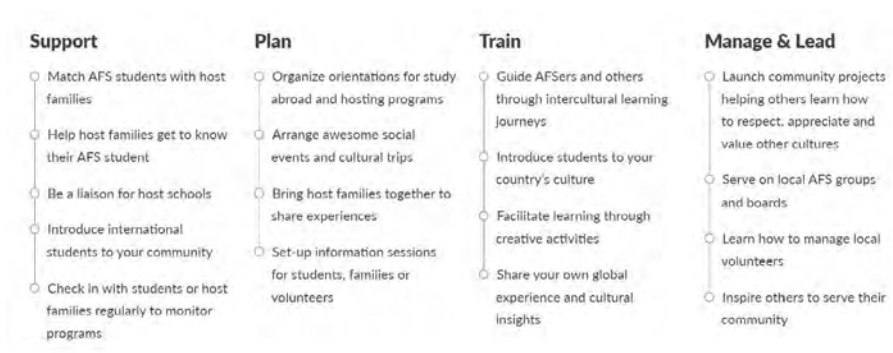 Support
Match AFS students with host
families
Help host families get to know
their AFS student
Be a liaison for host schools
Introduce international
students to your community
Check in with students or host
families regularly to monitor
programs
Plan
Organize orientations for study
abroad and hosting programs
Arrange awesome social
events and cultural trips
Bring host families together to
share experiences
Set-up information sessions
for students, families or
volunteers
Train
Guide AFSers and others
through intercultural learning
journeys
Introduce students to your
country's culture
Facilitate learning through
creative activities
Share your own global
experience and cultural
insights
Manage & Lead
Launch community projects
helping others learn how
to respect, appreciate and
value other cultures
Serve on local AFS groups
and boards
Learn how to manage local
volunteers
Inspire others to serve their
community